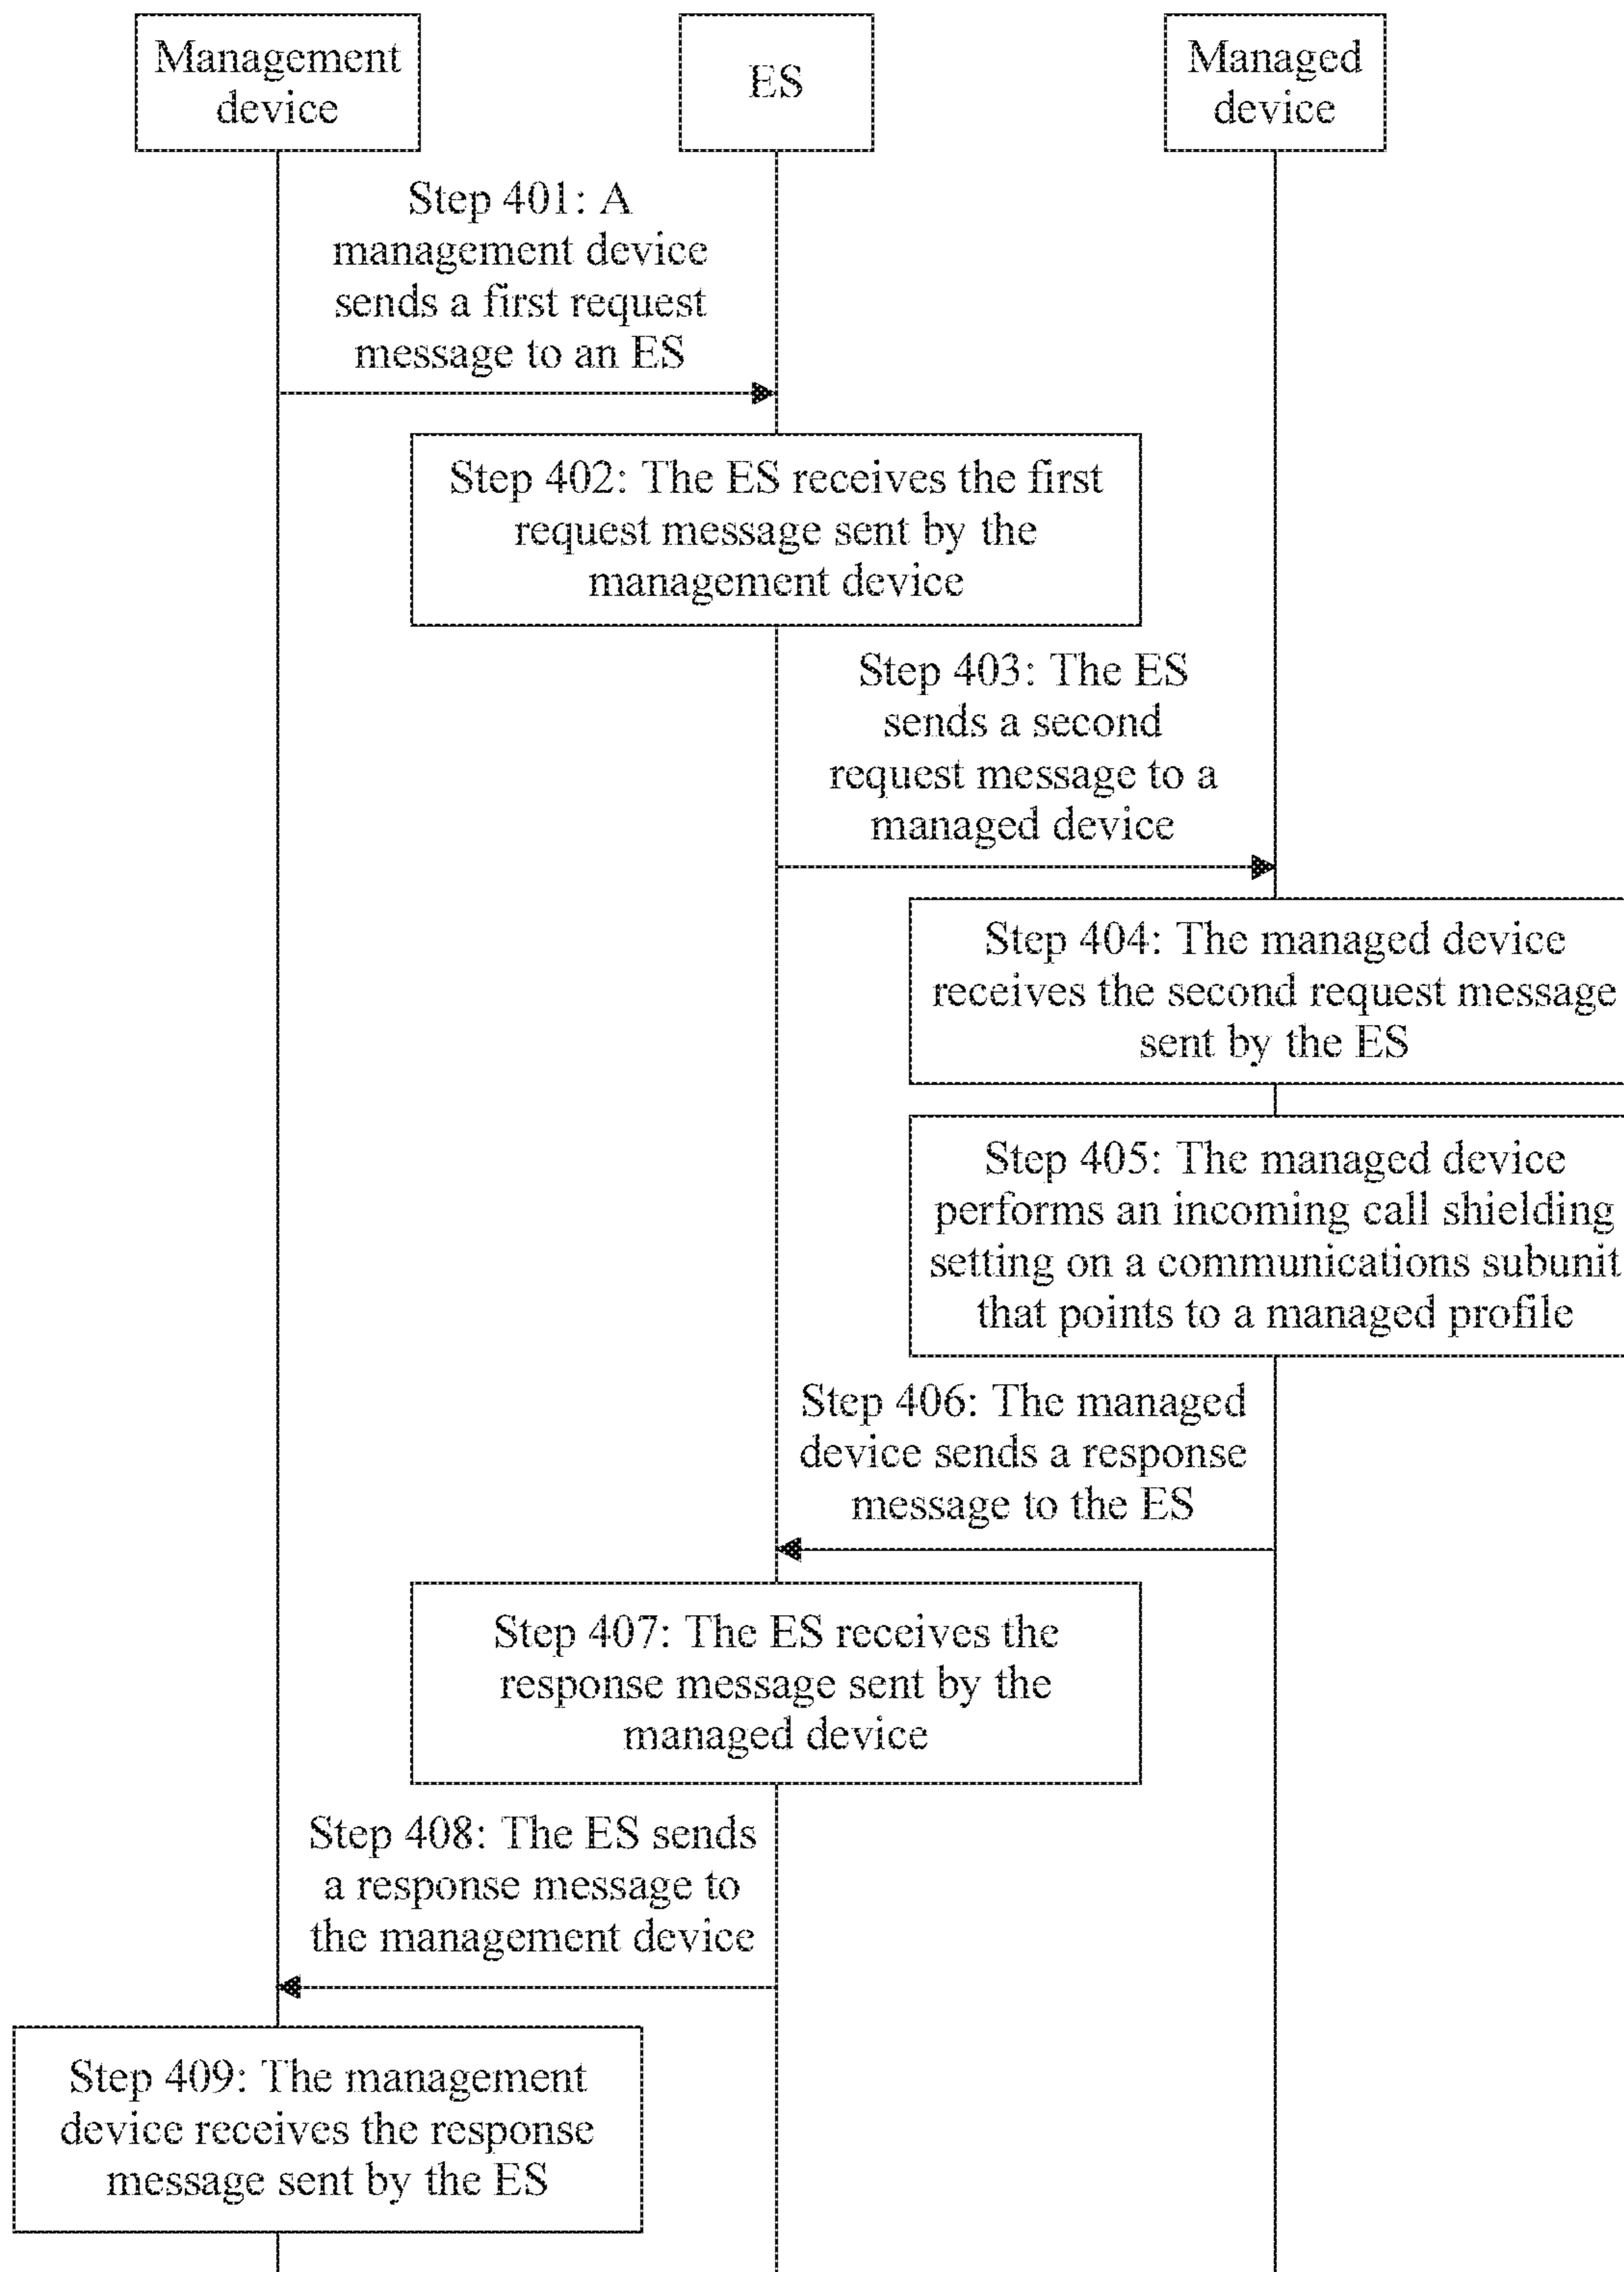 Management
device
ES
Managed
device
Step 401: A
management device
sends a first request
message to an ES
Step 402: The ES receives the first
request message sent by the
management device
Step 403: The ES
sends a second
request message to a
managed device
Step 404: The managed device
receives the second request message
sent by the ES
Step 405: The managed device
performs an incoming call shielding
setting on a communications subunit
that points to a managed profile
Step 406: The managed
device sends a response
message to the ES
Step 407: The ES receives the
response message sent by the
managed device
Step 408: The ES sends
a response message to
the management device
Step 409: The management
device receives the response
message sent by the ES